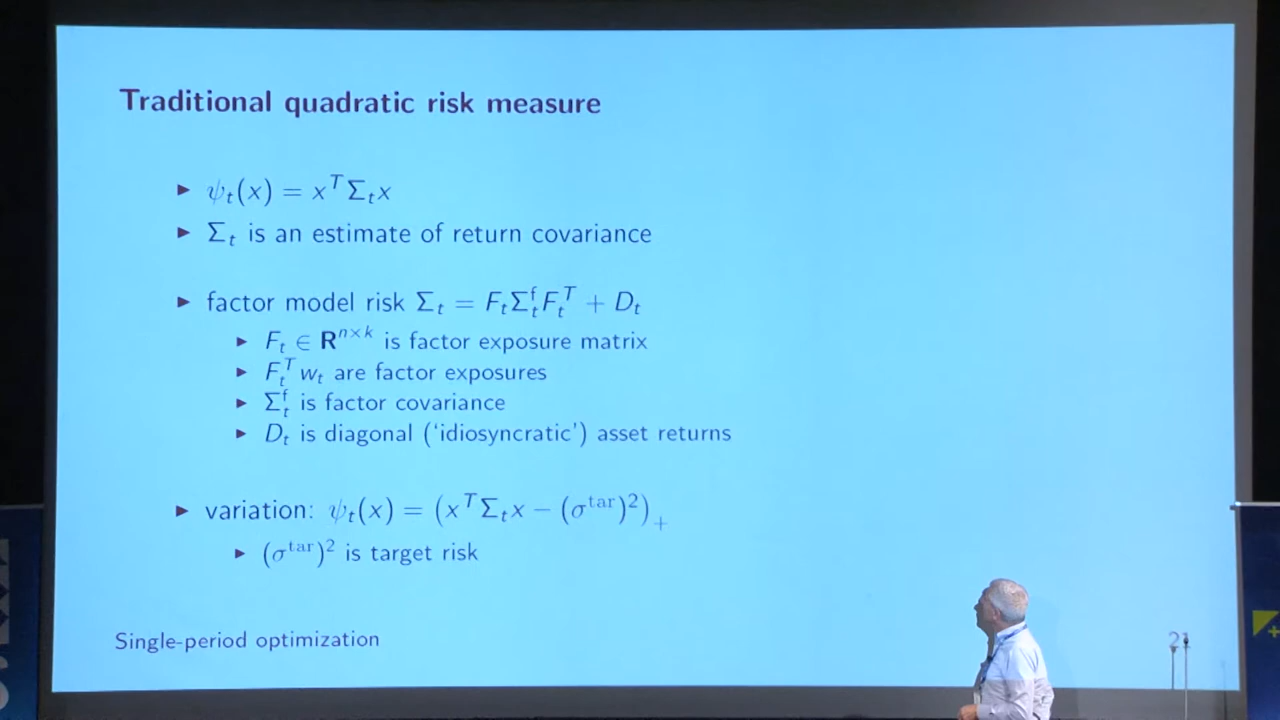 Traditional quadratic risk measure
▶ ψ_t(x) = x^T Σ_t x
▶ Σ_t is an estimate of return covariance
▶ factor model risk Σ_t = F_t Σ_t^f F_t^T + D_t
▶ F_t ∈ R^{n×k} is factor exposure matrix
▶ F_t^T w_t are factor exposures
▶ Σ_t^f is factor covariance
▶ D_t is diagonal (‘idiosyncratic’) asset returns
▶ variation: ψ_t(x) = (x^T Σ_t x − (σ^tar)^2)_+
▶ (σ^tar)^2 is target risk
Single-period optimization
21